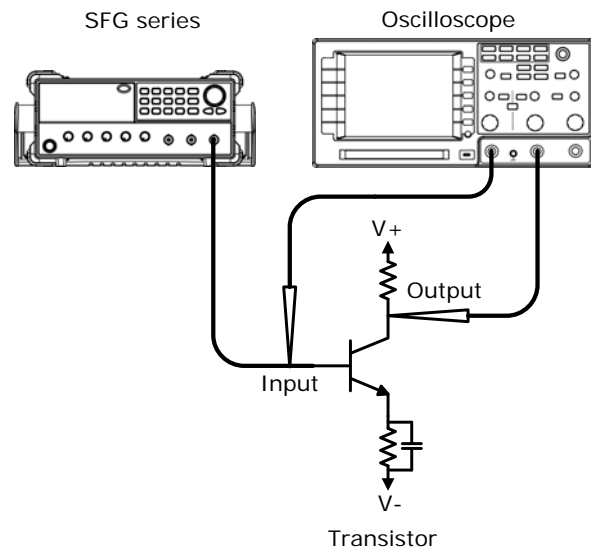 SFG series
Oscilloscope
V+
Output
Input
V-
Transistor